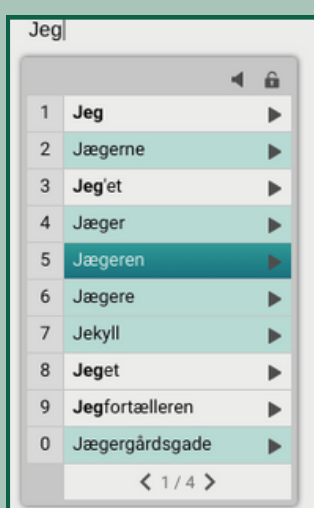 Jeg
1 Jeg
2 Jægerne
3 Jeg'et
4 Jæger
5 Jægeren
6 Jægere
7 Jekyll
8 Jeget
9 Jegfortælleren
0 Jægergårdsgade
1 / 4